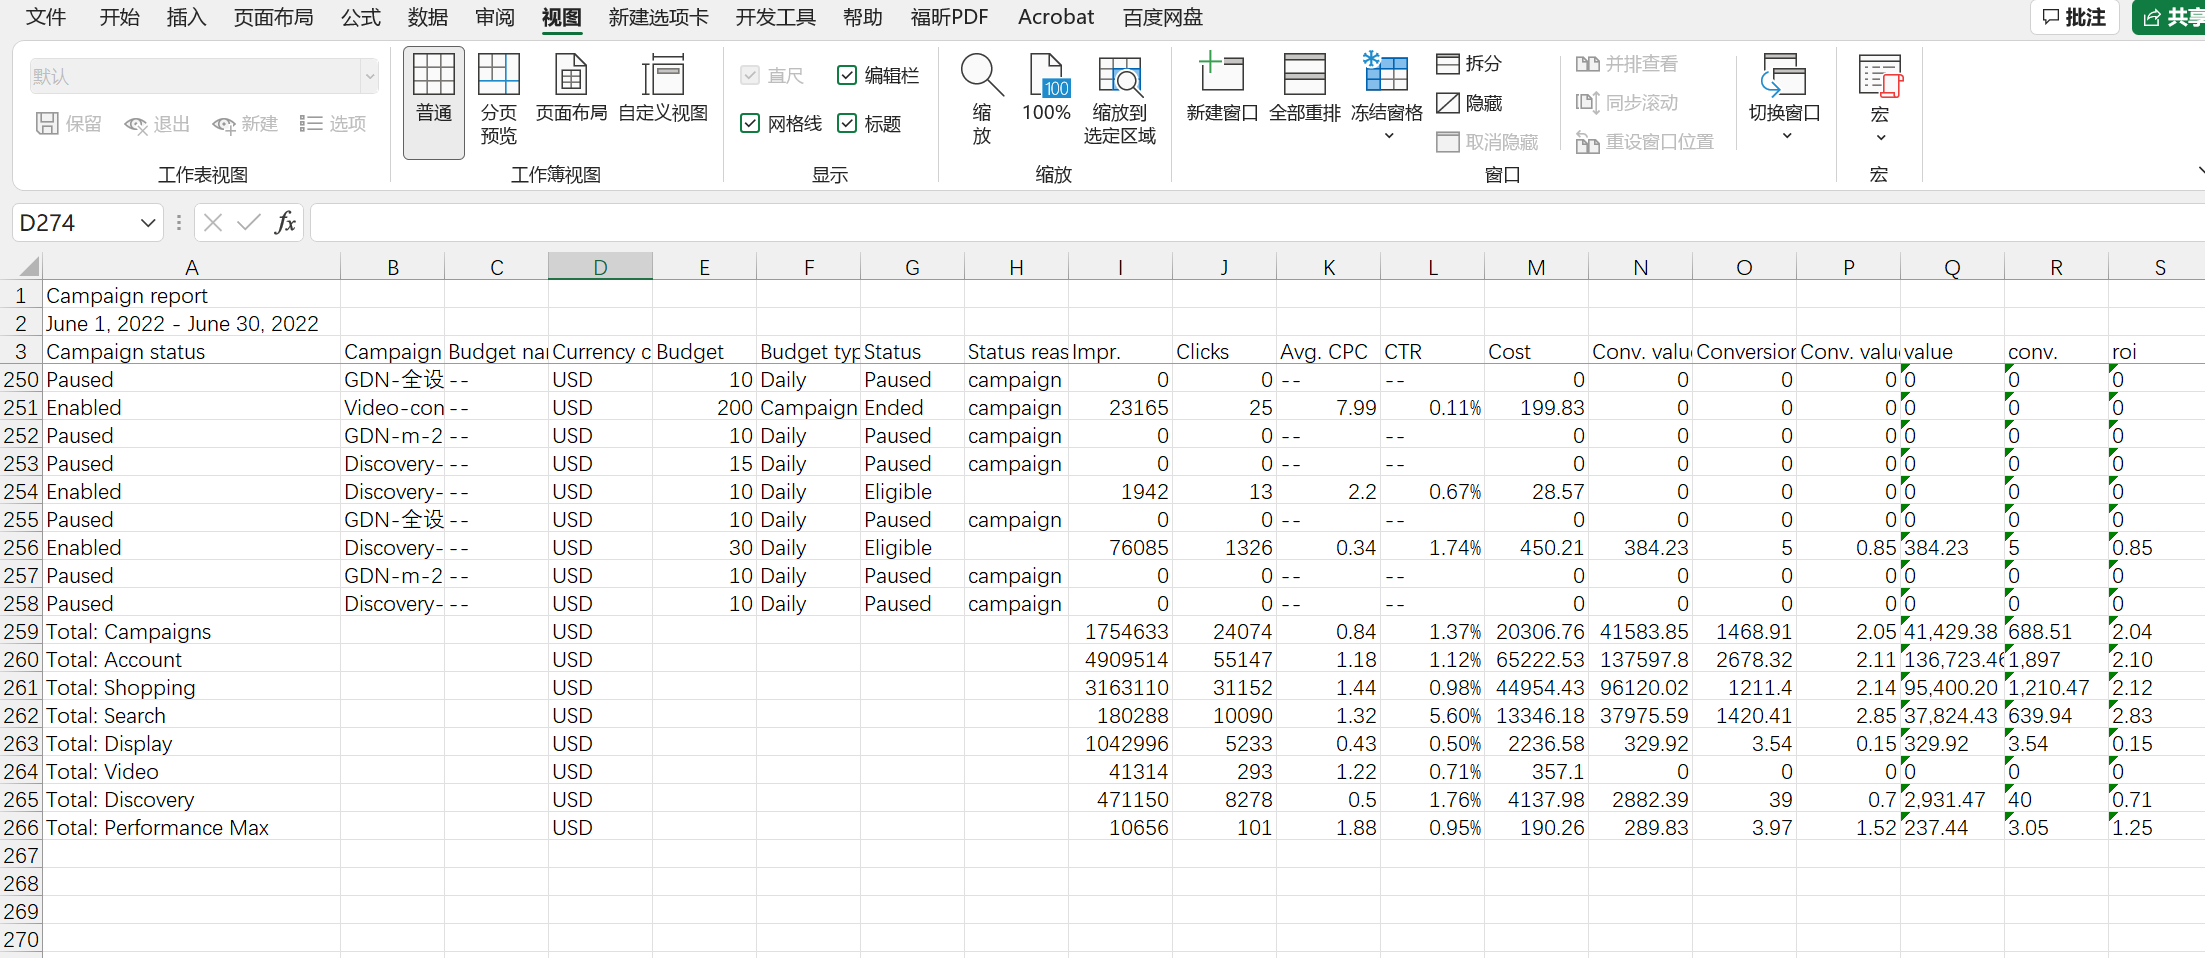 文件 开始 插入 页面布局 公式 数据 审阅 视图 新建选项卡 开发工具 帮助 福昕PDF Acrobat 百度网盘 批注 共享
默认
保留 退出 新建 选项
工作表视图
普通 分页预览 页面布局 自定义视图
工作簿视图
直尺 编辑栏
网格线 标题
显示
缩放 100% 缩放到选定区域
缩放
新建窗口 全部重排 冻结窗格
拆分 并排查看
隐藏 同步滚动
取消隐藏 重设窗口位置
切换窗口
窗口
宏
宏
D274 fx
A B C D E F G H I J K L M N O P Q R S
1 Campaign report
2 June 1, 2022 - June 30, 2022
3 Campaign status Campaign Budget nai Currency c Budget Budget typ Status Status reas Impr. Clicks Avg. CPC CTR Cost Conv. valu Conversior Conv. valu value conv. roi
250 Paused GDN-全设 -- USD 10 Daily Paused campaign 0 0 -- -- 0 0 0 0 0 0 0
251 Enabled Video-con -- USD 200 Campaign Ended campaign 23165 25 7.99 0.11% 199.83 0 0 0 0 0 0
252 Paused GDN-m-2 -- USD 10 Daily Paused campaign 0 0 -- -- 0 0 0 0 0 0 0
253 Paused Discovery- -- USD 15 Daily Paused campaign 0 0 -- -- 0 0 0 0 0 0 0
254 Enabled Discovery- -- USD 10 Daily Eligible 1942 13 2.2 0.67% 28.57 0 0 0 0 0 0
255 Paused GDN-全设 -- USD 10 Daily Paused campaign 0 0 -- -- 0 0 0 0 0 0 0
256 Enabled Discovery- -- USD 30 Daily Eligible 76085 1326 0.34 1.74% 450.21 384.23 5 0.85 384.23 5 0.85
257 Paused GDN-m-2 -- USD 10 Daily Paused campaign 0 0 -- -- 0 0 0 0 0 0 0
258 Paused Discovery- -- USD 10 Daily Paused campaign 0 0 -- -- 0 0 0 0 0 0 0
259 Total: Campaigns USD 1754633 24074 0.84 1.37% 20306.76 41583.85 1468.91 2.05 41,429.38 688.51 2.04
260 Total: Account USD 4909514 55147 1.18 1.12% 65222.53 137597.8 2678.32 2.11 136,723.46 1,897 2.10
261 Total: Shopping USD 3163110 31152 1.44 0.98% 44954.43 96120.02 1211.4 2.14 95,400.20 1,210.47 2.12
262 Total: Search USD 180288 10090 1.32 5.60% 13346.18 37975.59 1420.41 2.85 37,824.43 639.94 2.83
263 Total: Display USD 1042996 5233 0.43 0.50% 2236.58 329.92 3.54 0.15 329.92 3.54 0.15
264 Total: Video USD 41314 293 1.22 0.71% 357.1 0 0 0 0 0 0
265 Total: Discovery USD 471150 8278 0.5 1.76% 4137.98 2882.39 39 0.7 2,931.47 40 0.71
266 Total: Performance Max USD 10656 101 1.88 0.95% 190.26 289.83 3.97 1.52 237.44 3.05 1.25
267
268
269
270